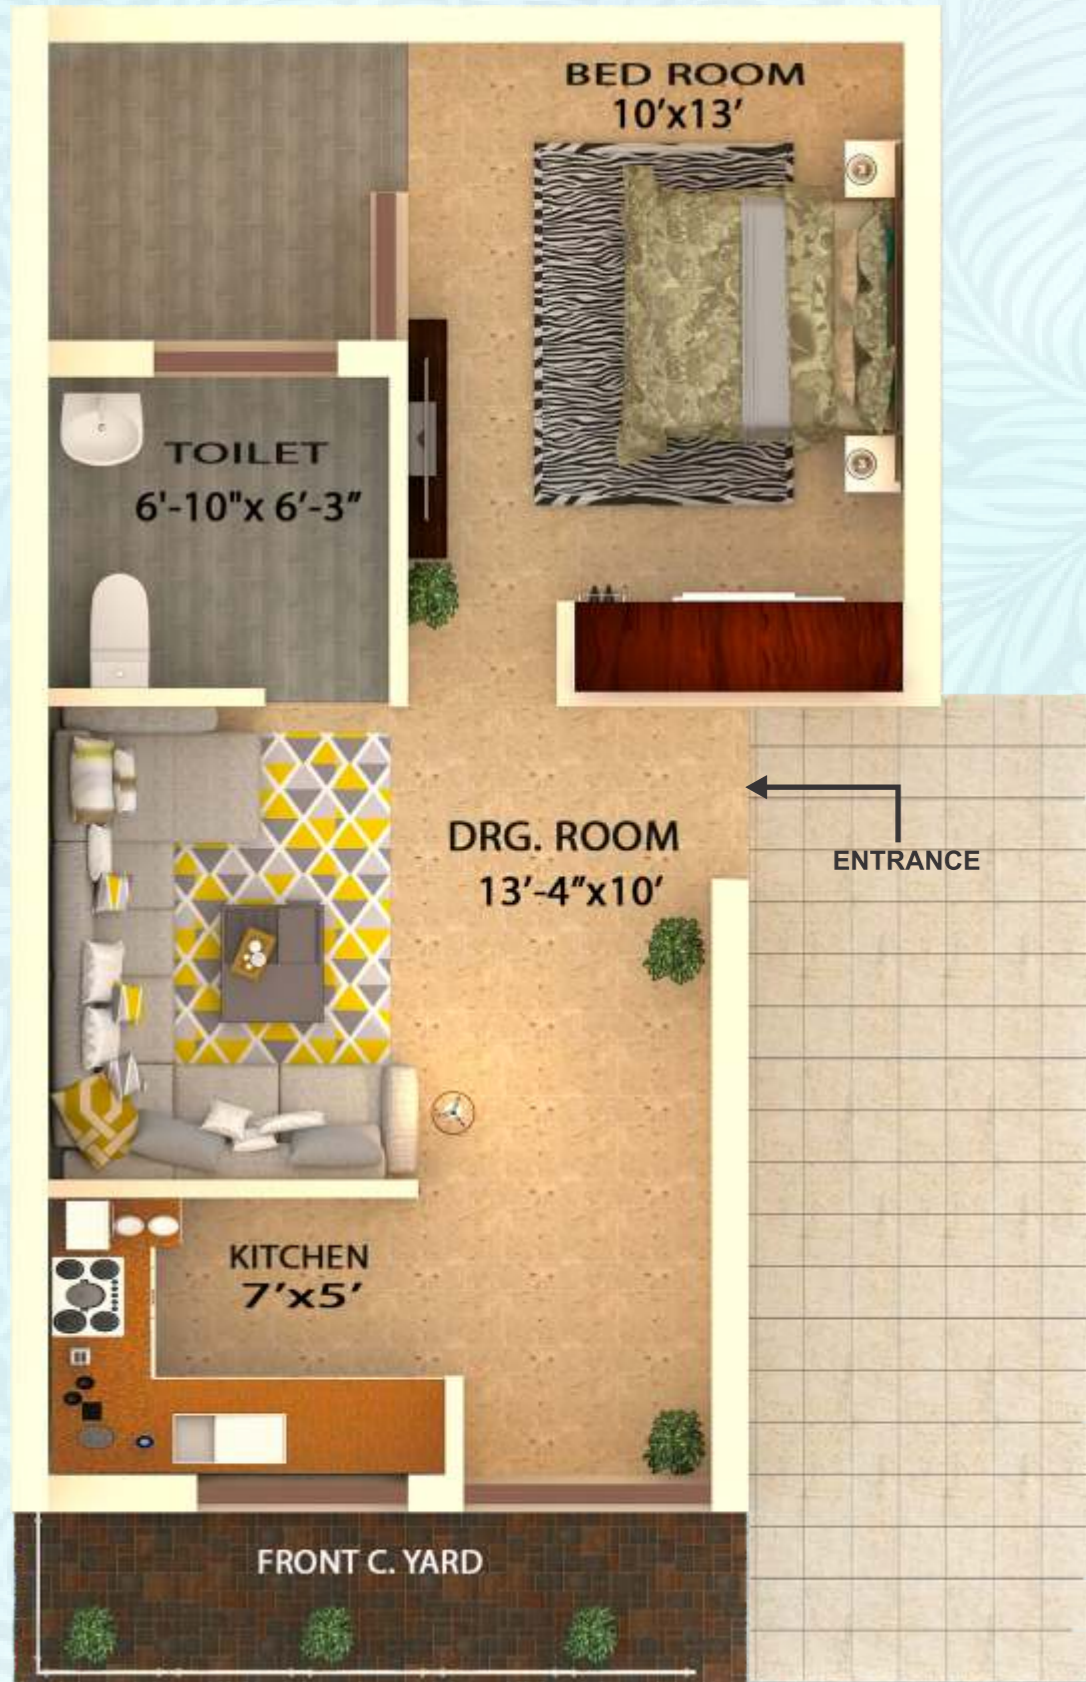 BED ROOM
10'x13'
TOILET
6'-10"x 6'-3"
DRG. ROOM
13'-4"x10'
ENTRANCE
KITCHEN
7'x5'
FRONT C. YARD